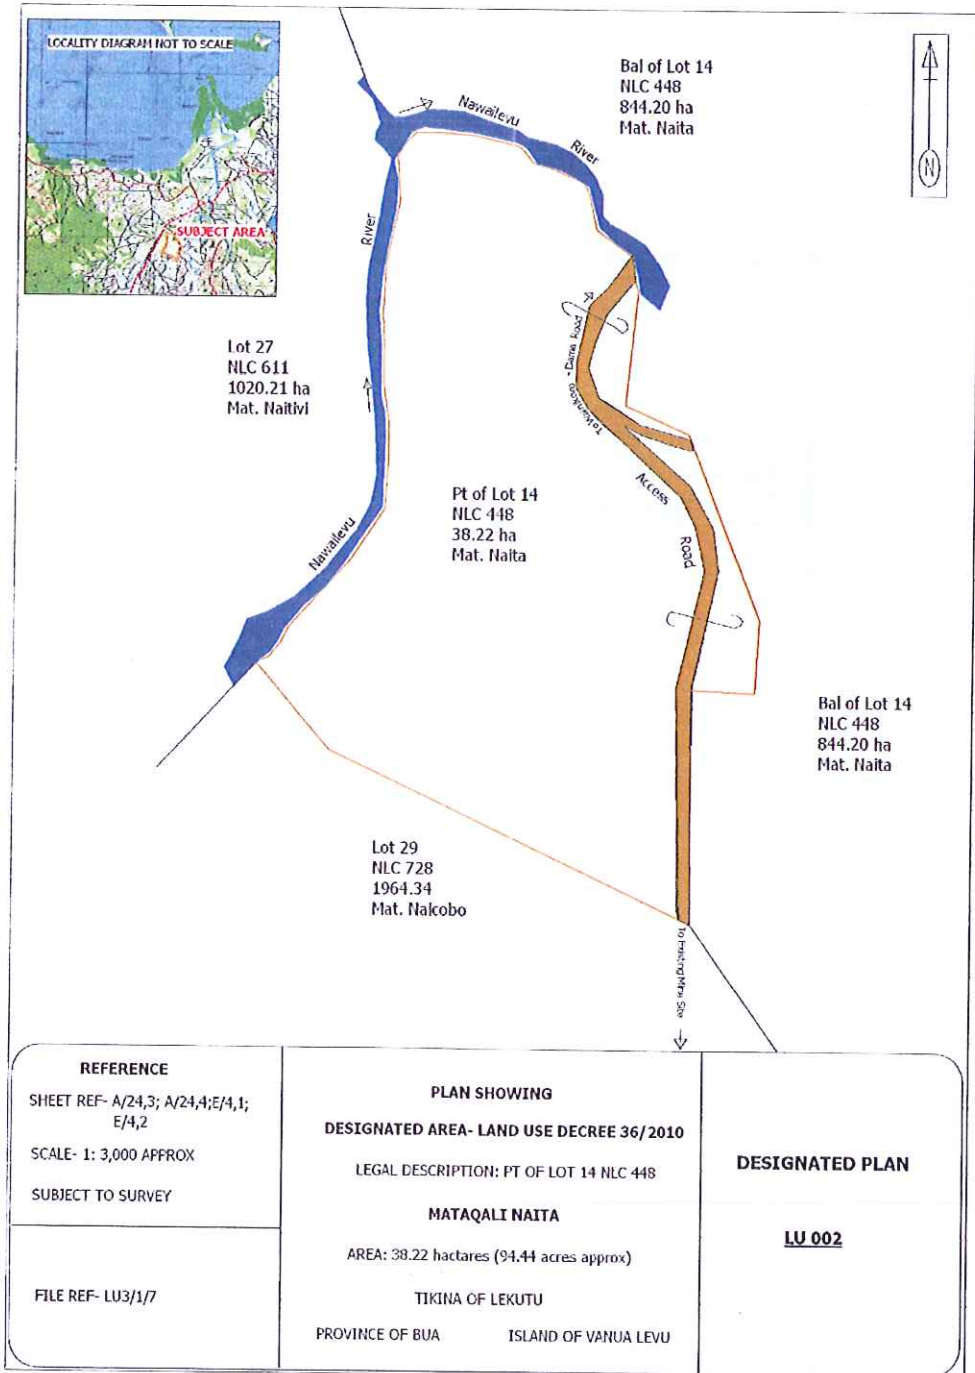 LOCALITY DIAGRAM NOT TO SCALE
SUBJECT AREA
N
Bal of Lot 14
NLC 448
844.20 ha
Mat. Naita
Nawailevu
River
River
Lot 27
NLC 611
1020.21 ha
Mat. Naitivi
Nawailevu
Pt of Lot 14
NLC 448
38.22 ha
Mat. Naita
- Dama Road
Access
Road
Bal of Lot 14
NLC 448
844.20 ha
Mat. Naita
Lot 29
NLC 728
1964.34
Mat. Naicobo
To Existing Mine Site
REFERENCE
SHEET REF- A/24,3; A/24,4;E/4,1;
E/4,2
SCALE- 1: 3,000 APPROX
SUBJECT TO SURVEY
FILE REF- LU3/1/7
PLAN SHOWING
DESIGNATED AREA- LAND USE DECREE 36/2010
LEGAL DESCRIPTION: PT OF LOT 14 NLC 448
MATAQALI NAITA
AREA: 38.22 hactares (94.44 acres approx)
TIKINA OF LEKUTU
PROVINCE OF BUA ISLAND OF VANUA LEVU
DESIGNATED PLAN
LU 002